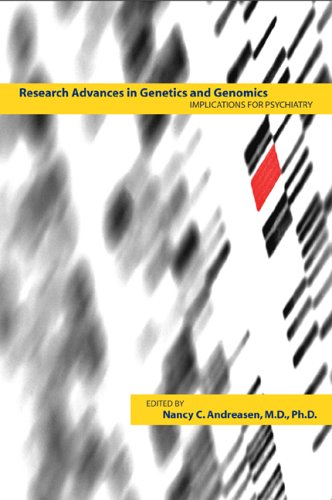 Research Advances in Genetics and Genomics
IMPLICATIONS FOR PSYCHIATRY
EDITED BY
Nancy C. Andreasen, M.D., Ph.D.